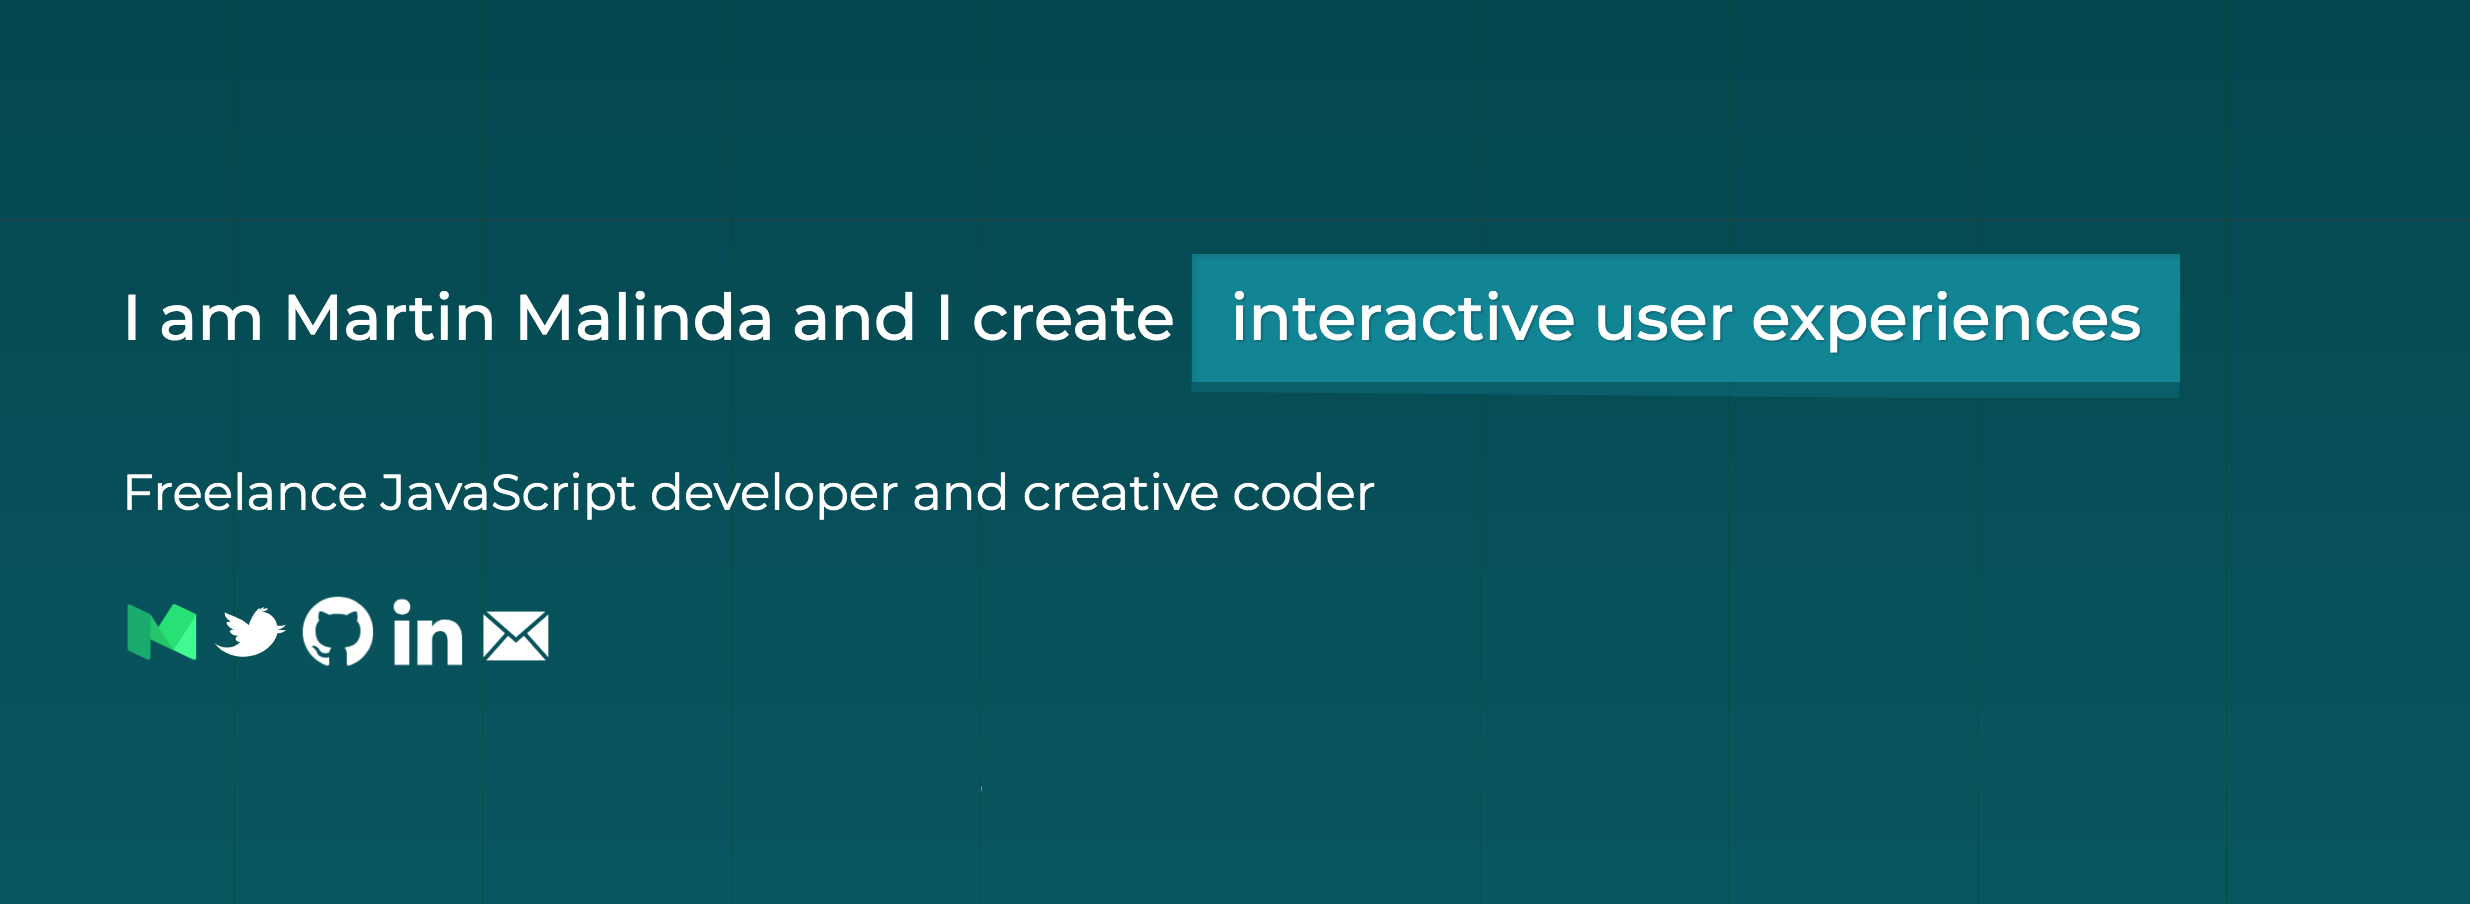 I am Martin Malinda and I create interactive user experiences
Freelance JavaScript developer and creative coder
in